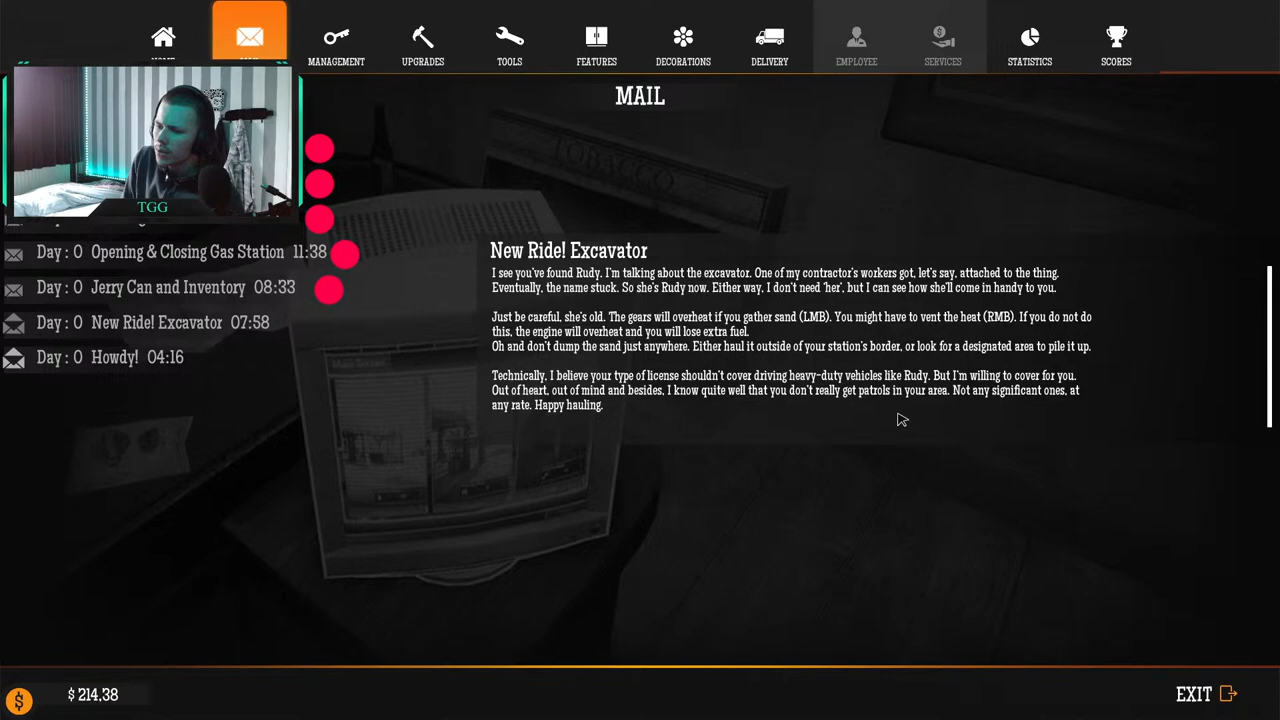 MANAGEMENT
UPGRADES
TOOLS
FEATURES
DECORATIONS
DELIVERY
EMPLOYEE
SERVICES
STATISTICS
SCORES
MAIL
TOBACCO
TGG
Day : 0 Opening & Closing Gas Station 11:38
Day : 0 Jerry Can and Inventory 08:33
Day : 0 New Ride! Excavator 07:58
Day : 0 Howdy! 04:16
New Ride! Excavator
I see you've found Rudy. I'm talking about the excavator. One of my contractor's workers got, let's say, attached to the thing.
Eventually, the name stuck. So she's Rudy now. Either way, I don't need 'her', but I can see how she'll come in handy to you.
Just be careful, she's old. The gears will overheat if you gather sand (LMB). You might have to vent the heat (RMB). If you do not do
this, the engine will overheat and you will lose extra fuel.
Oh and don't dump the sand just anywhere. Either haul it outside of your station's border, or look for a designated area to pile it up.
Technically, I believe your type of license shouldn't cover driving heavy-duty vehicles like Rudy. But I'm willing to cover for you.
Out of heart, out of mind and besides, I know quite well that you don't really get patrols in your area. Not any significant ones, at
any rate. Happy hauling.
$ 214,38
EXIT